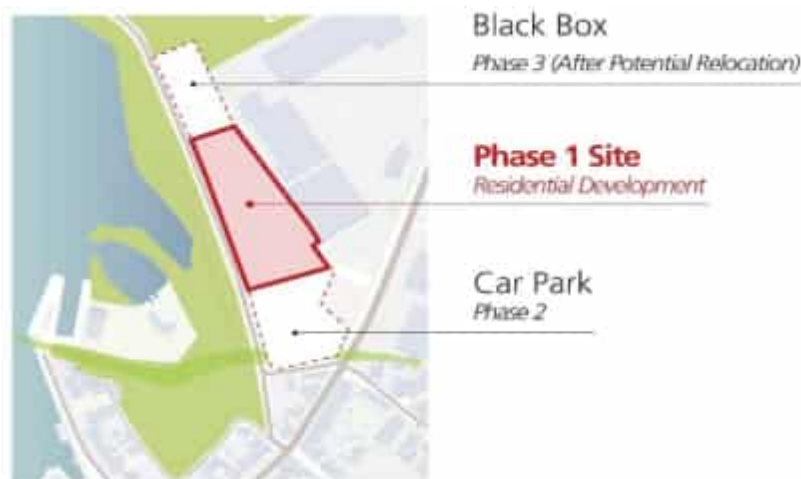 Black Box
Phase 3 (After Potential Relocation)
Phase 1 Site
Residential Development
Car Park
Phase 2